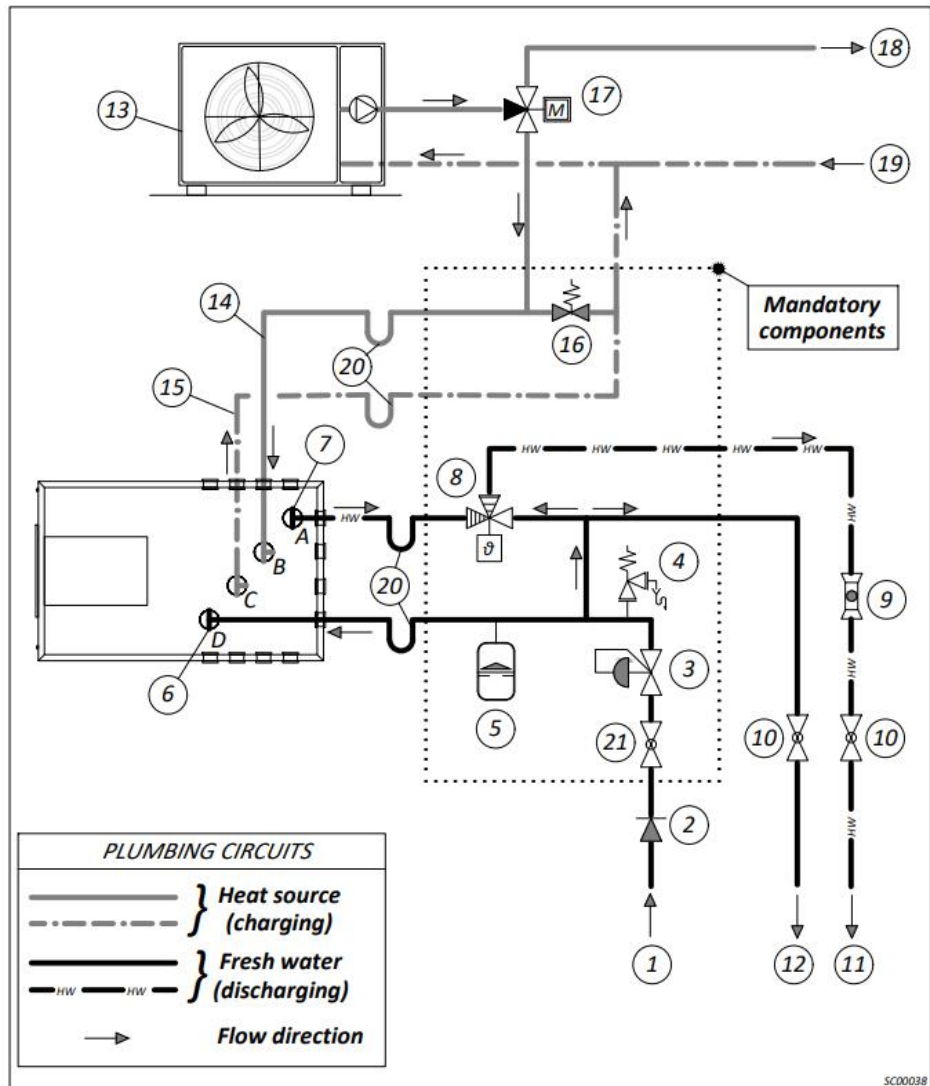 18
17
M
13
19
Mandatory
components
14
16
20
15
7
HW HW HW HW HW
8
HW
A
HW
4
B
ϑ
20
9
C
D
3
HW
6
5
21
10
10
2
HW
PLUMBING CIRCUITS
Heat source
(charging)
Fresh water
HW HW
(discharging)
1
12
11
Flow direction
SC00038